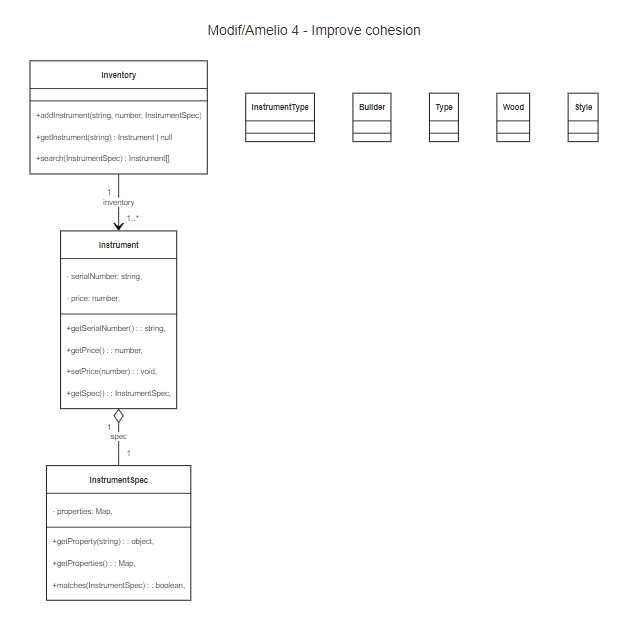 Modif/Amelio 4 - Improve cohesion
Inventory
+addInstrument(string, number, InstrumentSpec)
+getInstrument(string) : Instrument | null
+search(InstrumentSpec) : Instrument[]
InstrumentType
Builder
Type
Wood
Style
1
inventory
1..*
Instrument
- serialNumber: string,
- price: number,
+getSerialNumber() : : string,
+getPrice() : : number,
+setPrice(number) : : void,
+getSpec() : : InstrumentSpec,
1
spec
1
InstrumentSpec
- properties: Map,
+getProperty(string) : : object,
+getProperties() : : Map,
+matches(InstrumentSpec) : : boolean,